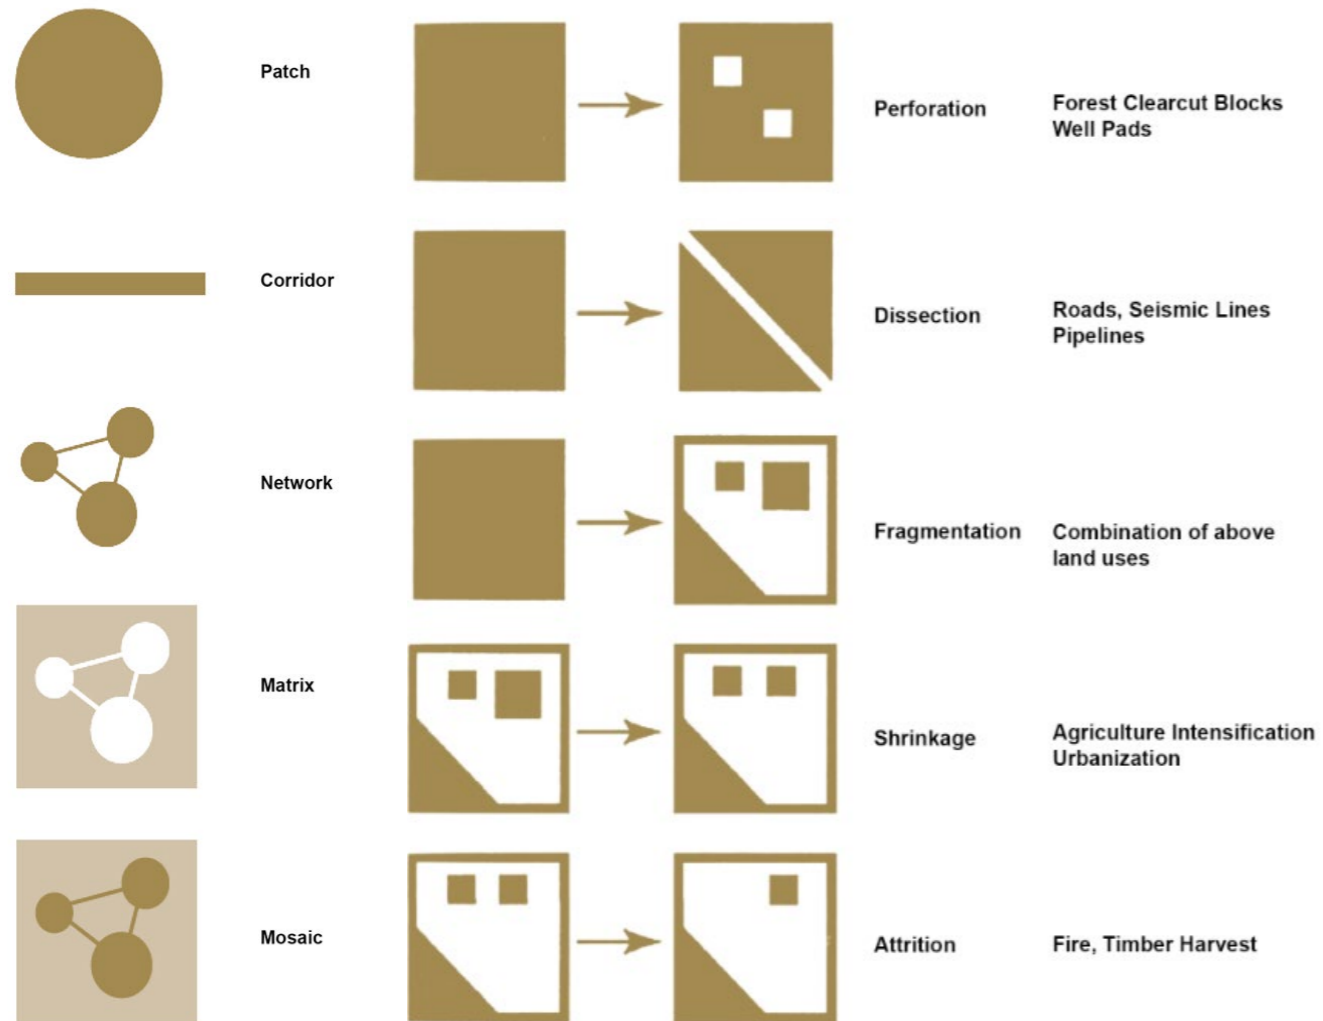 Patch
Perforation
Forest Clearcut Blocks
Well Pads
Corridor
Dissection
Roads, Seismic Lines
Pipelines
Network
Fragmentation
Combination of above
land uses
Matrix
Shrinkage
Agriculture Intensification
Urbanization
Mosaic
Attrition
Fire, Timber Harvest